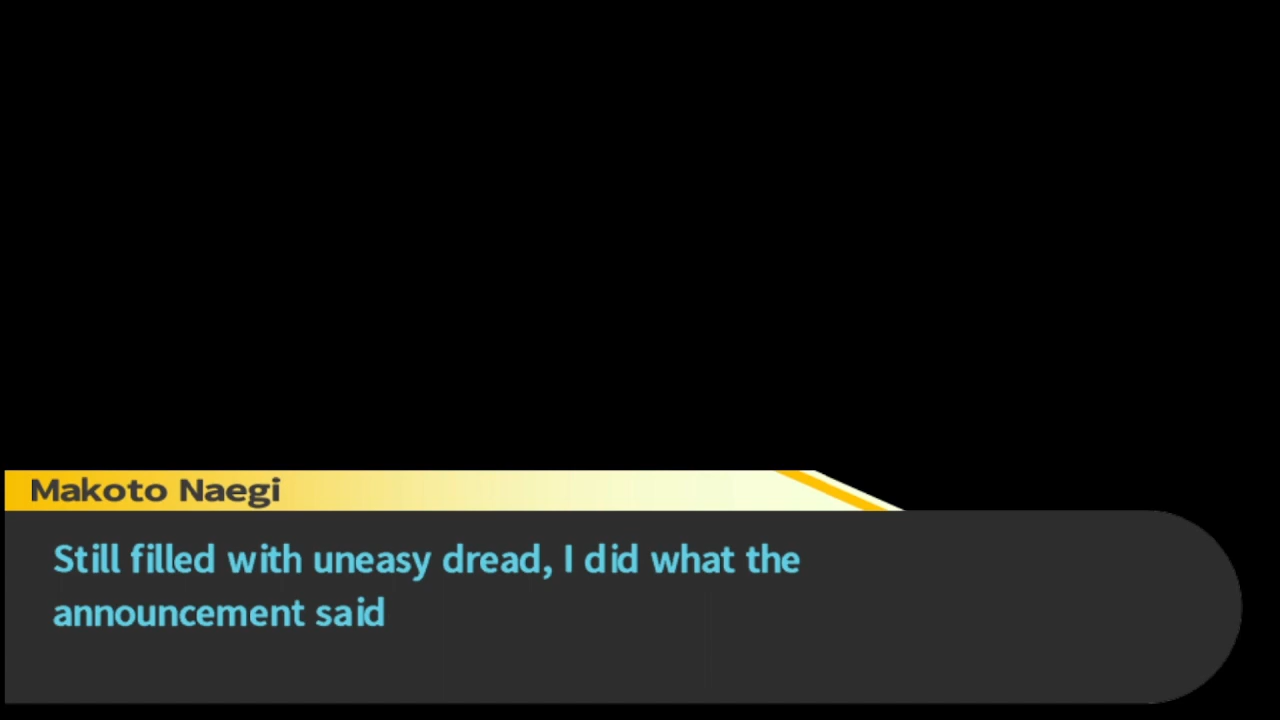 Makoto Naegi
Still filled with uneasy dread, I did what the
announcement said